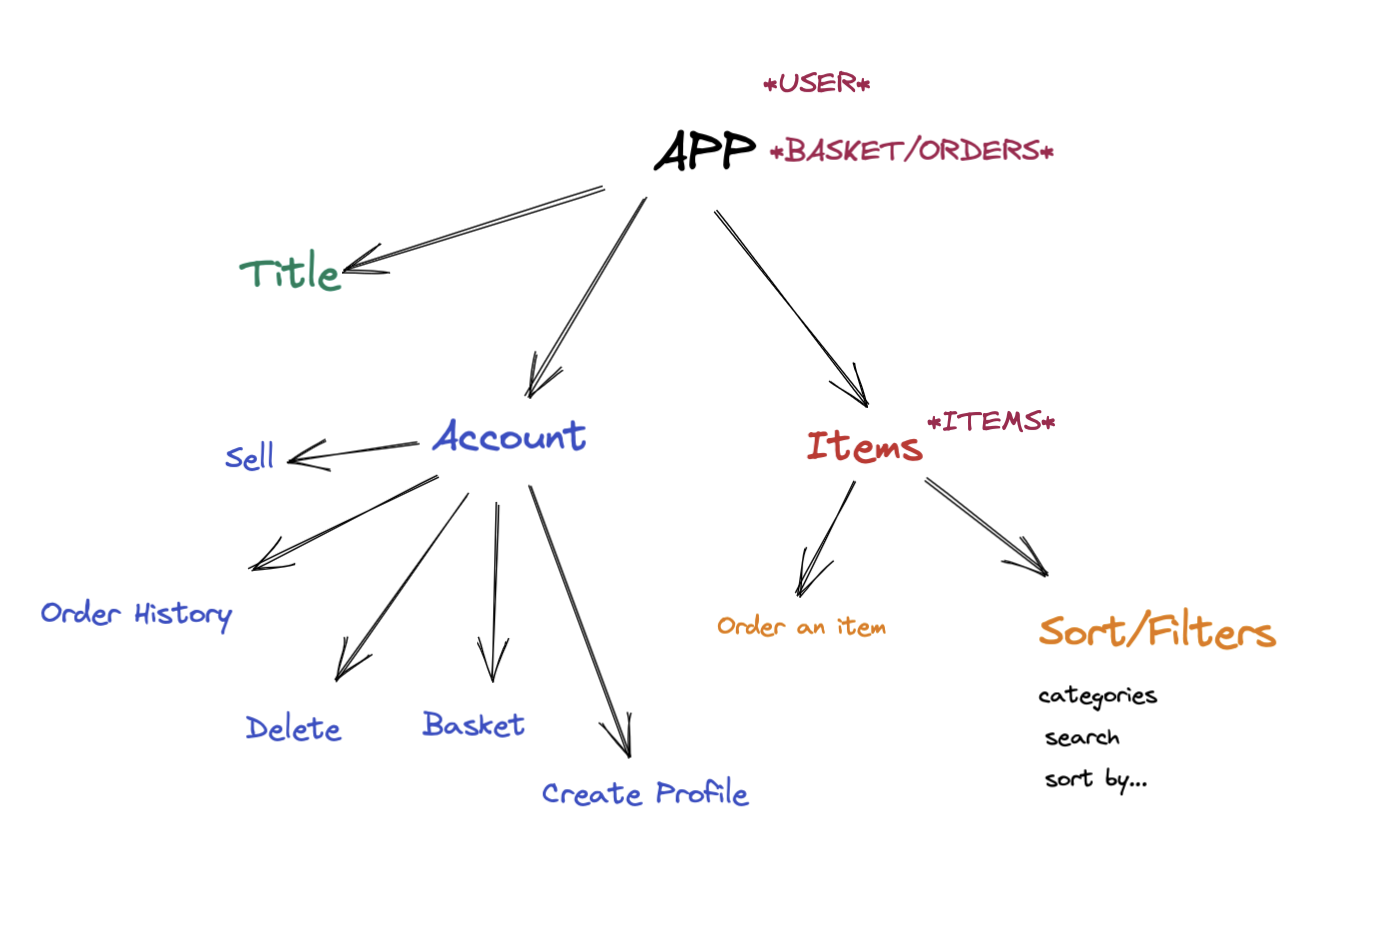 *USER*
APP *BASKET/ORDERS*
Title
Account
Items *ITEMS*
Sell
Order History
Order an item
Sort/Filters
categories
search
sort by...
Delete
Basket
Create Profile